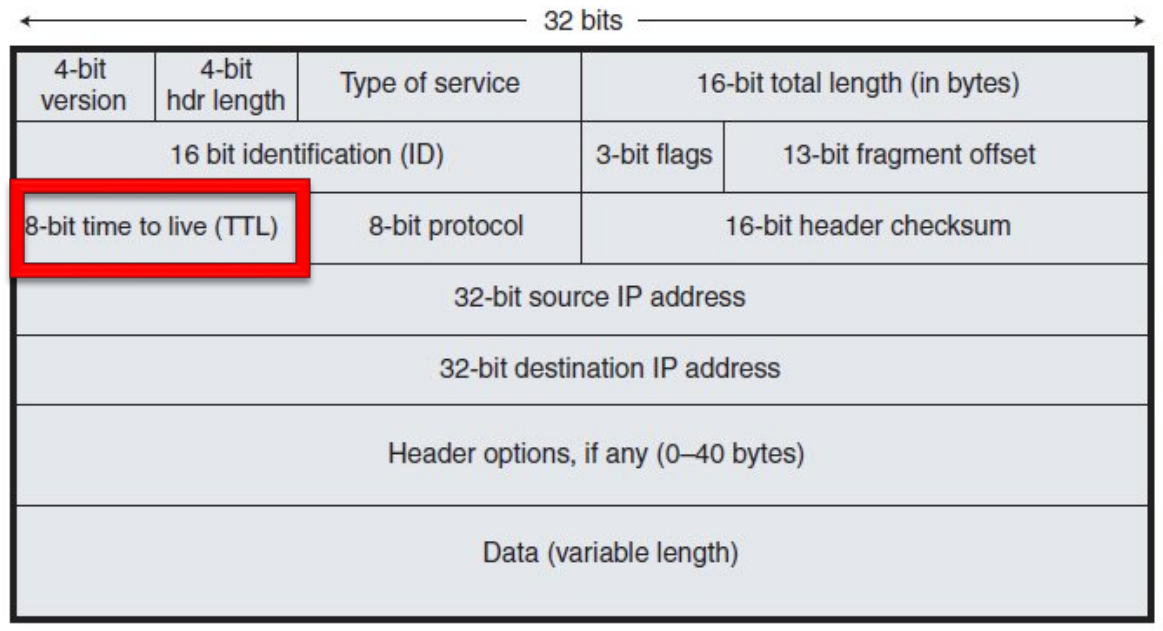 32 bits
4-bit version
4-bit hdr length
Type of service
16-bit total length (in bytes)
16 bit identification (ID)
3-bit flags
13-bit fragment offset
8-bit time to live (TTL)
8-bit protocol
16-bit header checksum
32-bit source IP address
32-bit destination IP address
Header options, if any (0–40 bytes)
Data (variable length)